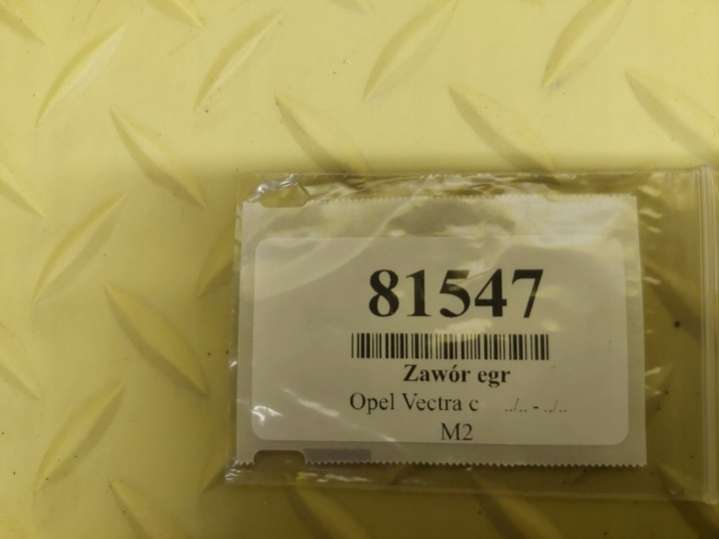 81547
Zawór egr
Opel Vectra c ../.. - ../..
M2